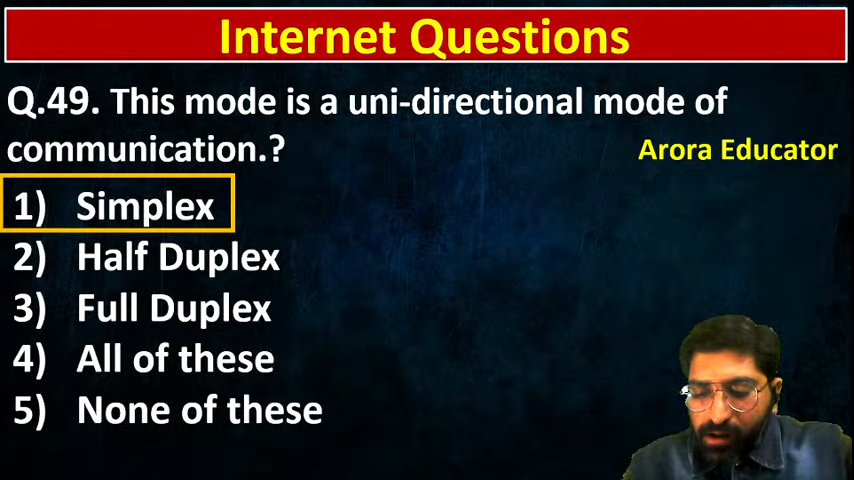 Internet Questions
Q.49. This mode is a uni-directional mode of
communication.?
Arora Educator
1) Simplex
2) Half Duplex
3) Full Duplex
4) All of these
5) None of these